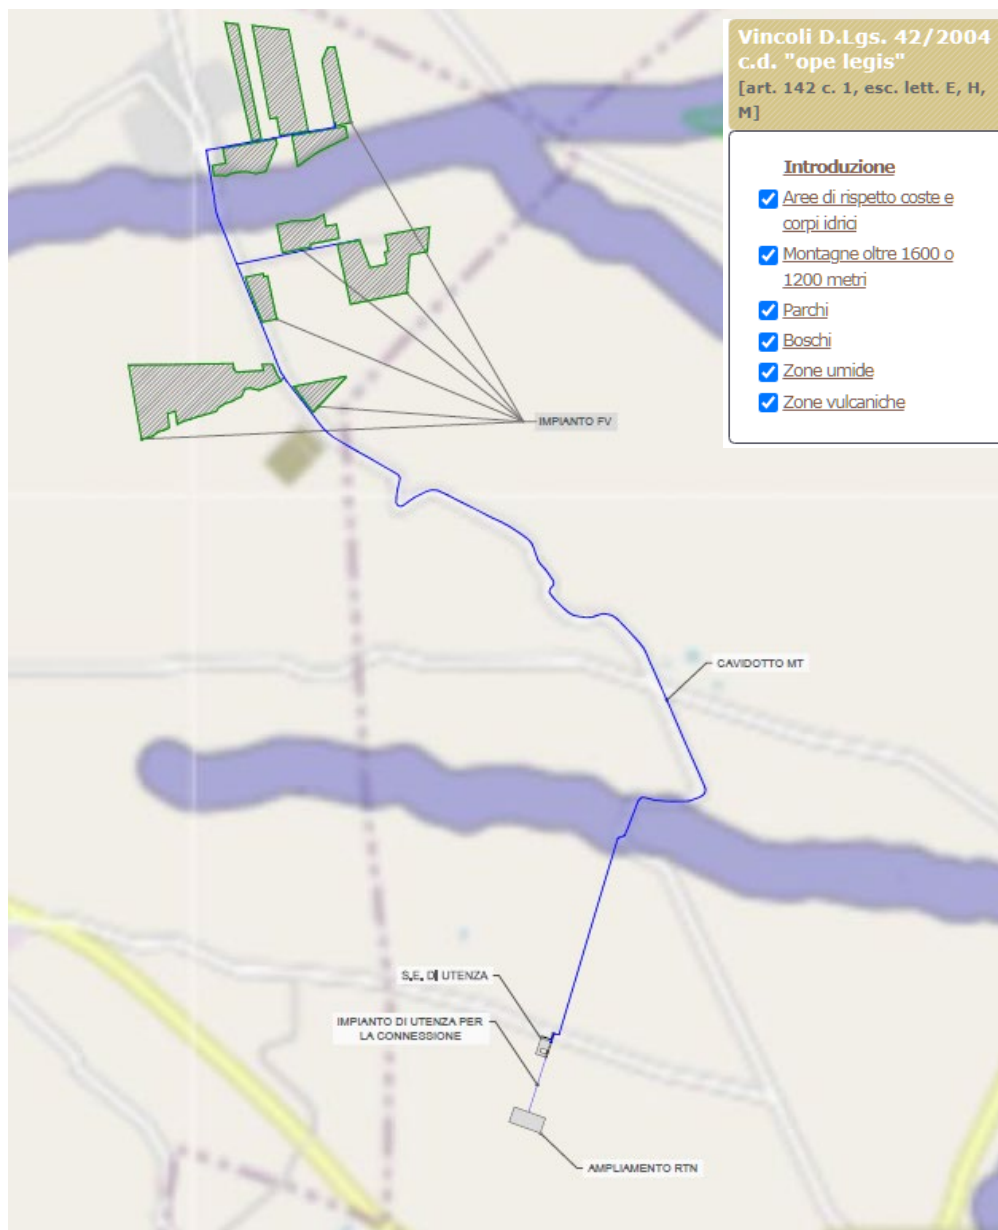 Vincoli D.Lgs. 42/2004
c.d. "ope legis"
[art. 142 c. 1, esc. lett. E, H,
M]
Introduzione
Aree di rispetto coste e
corpi idrici
Montagne oltre 1600 o
1200 metri
Parchi
Boschi
Zone umide
Zone vulcaniche
IMPIANTO FV
CAVIDOTTO MT
S.E. DI UTENZA
IMPIANTO DI UTENZA PER
LA CONNESSIONE
AMPLIAMENTO RTN